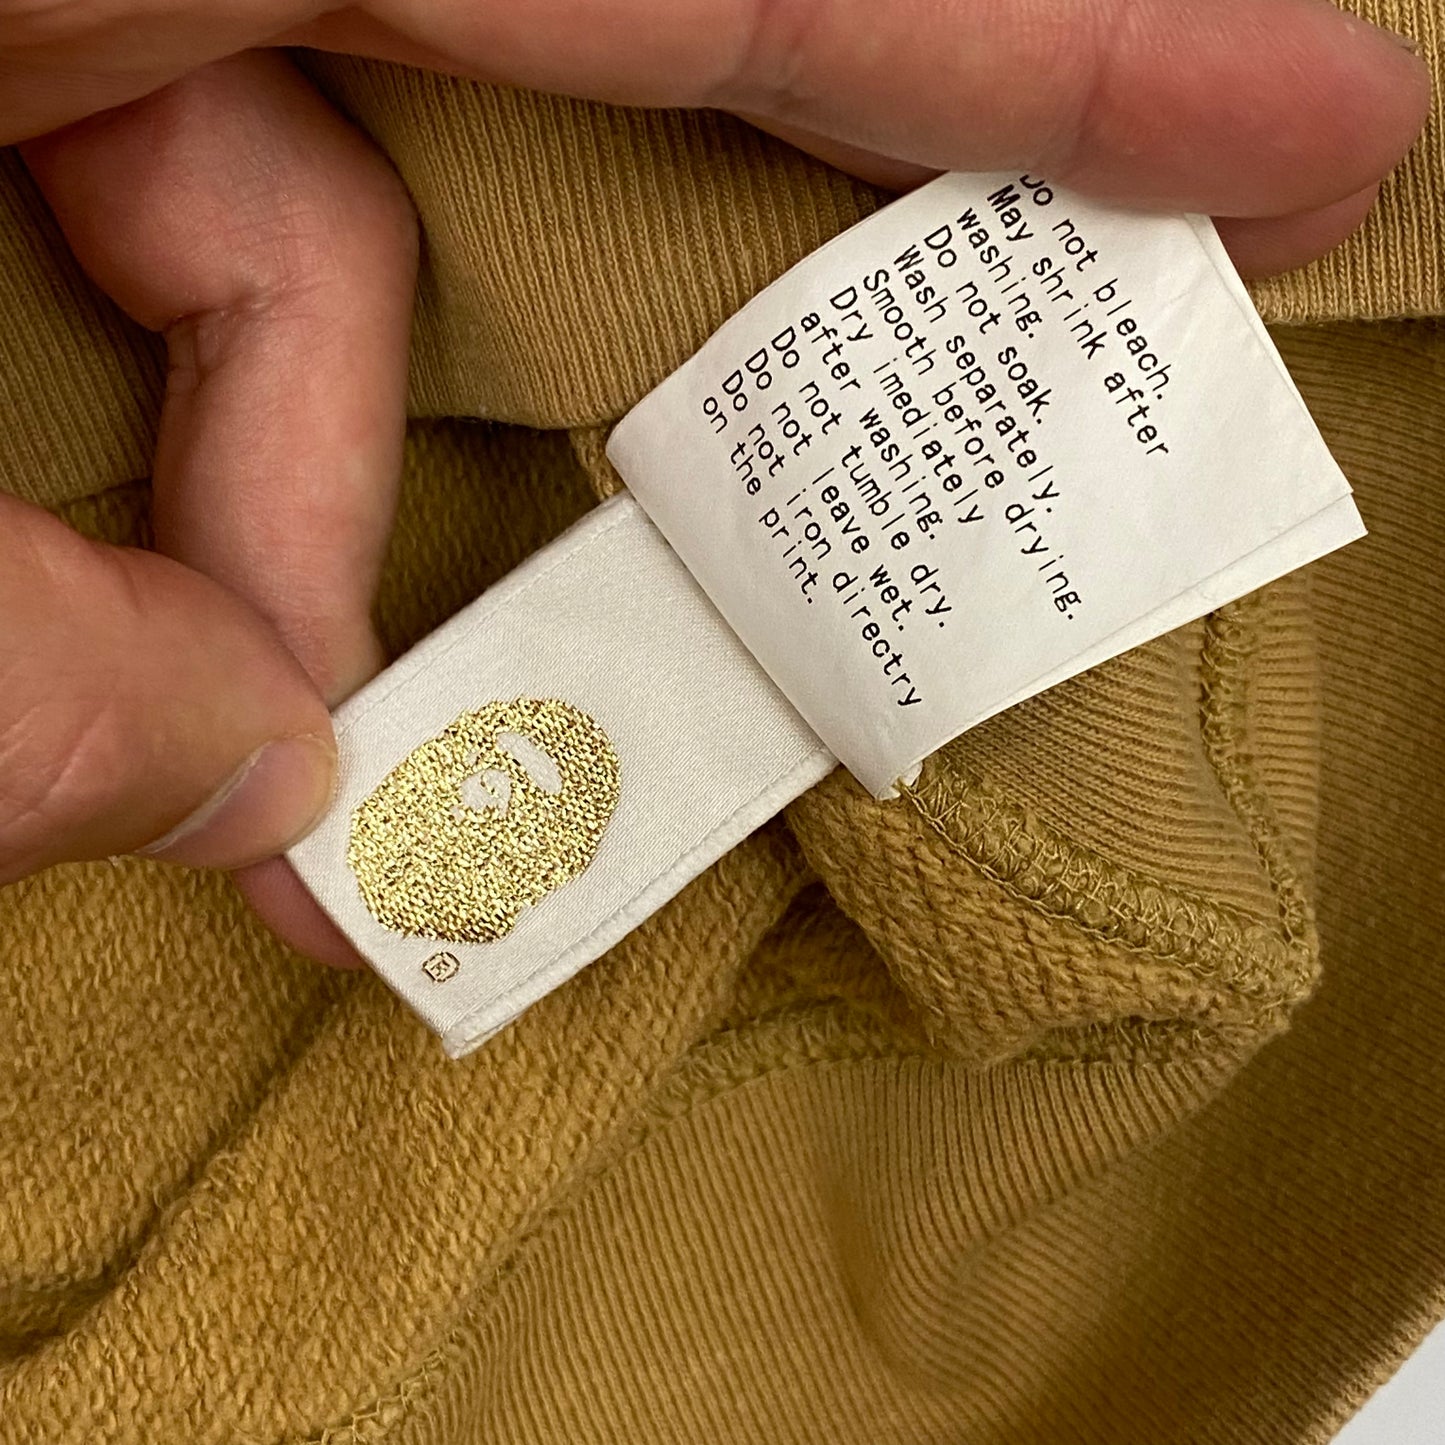 Do not bleach.
May shrink after
washing.
Do not soak.
Wash separately.
Smooth before drying.
Dry imediately
after washing.
Do not tumble dry.
Do not leave wet.
Do not iron directry
on the print.
®